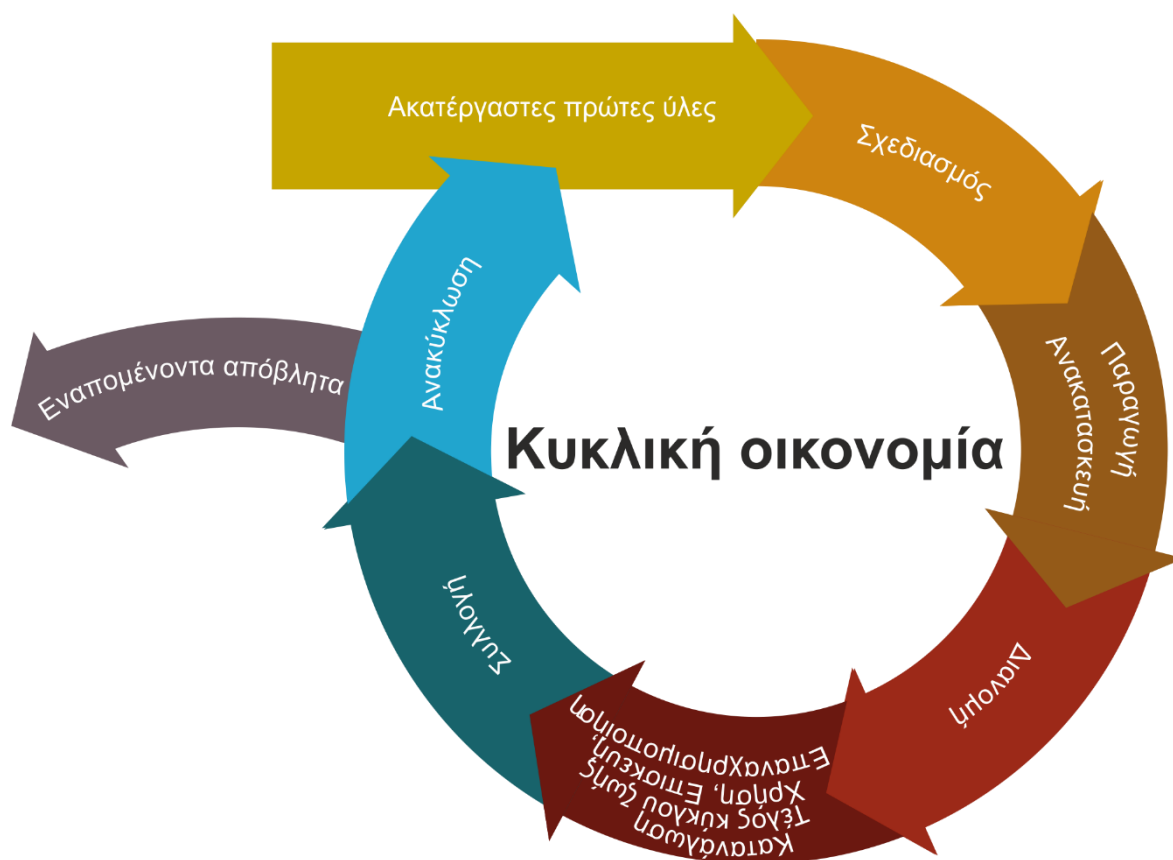 Ακατέργαστες πρώτες ύλες
Σχεδιασμός
Παραγωγή
Ανακατασκευή
Διανομή
Κατανάλωση
Τέλος κύκλου ζωής
Χρήση, Επισκευή,
Επαναχρησιμοποίηση
Συλλογή
Ανακύκλωση
Εναπομένοντα απόβλητα
Κυκλική οικονομία